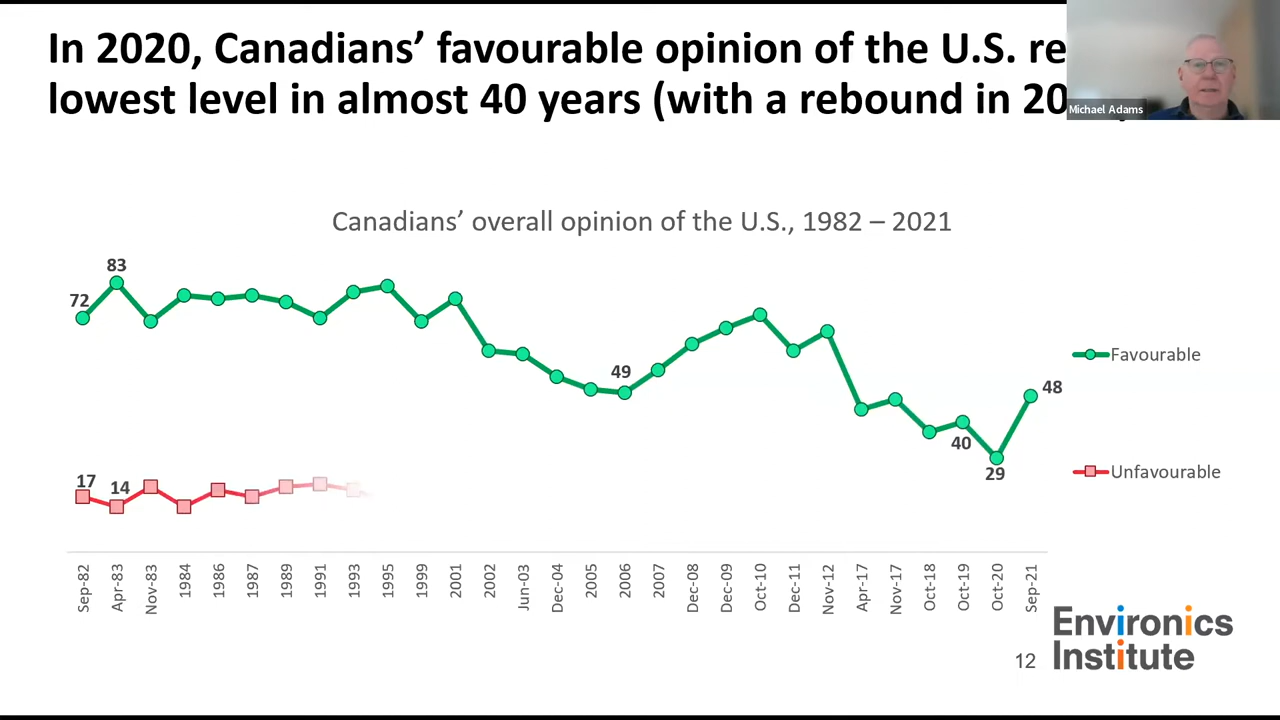 In 2020, Canadians’ favourable opinion of the U.S. re
lowest level in almost 40 years (with a rebound in 20
Michael Adams
Canadians’ overall opinion of the U.S., 1982 – 2021
83
72
49
48
40
29
17
14
Favourable
Unfavourable
Sep-82
Apr-83
Nov-83
1984
1986
1987
1989
1991
1993
1995
1999
2001
2002
Jun-03
Dec-04
2005
2006
2007
Dec-08
Dec-09
Oct-10
Dec-11
Nov-12
Apr-17
Nov-17
Oct-18
Oct-19
Oct-20
Sep-21
Environics
Institute
12